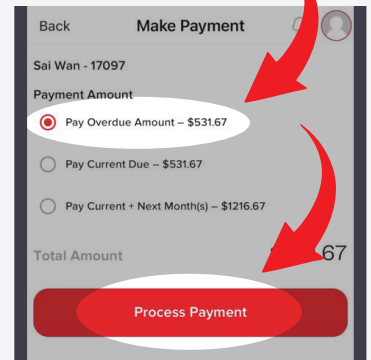 Back Make Payment
Sai Wan - 17097
Payment Amount
Pay Overdue Amount – $531.67
Pay Current Due – $531.67
Pay Current + Next Month(s) – $1216.67
Total Amount 67
Process Payment